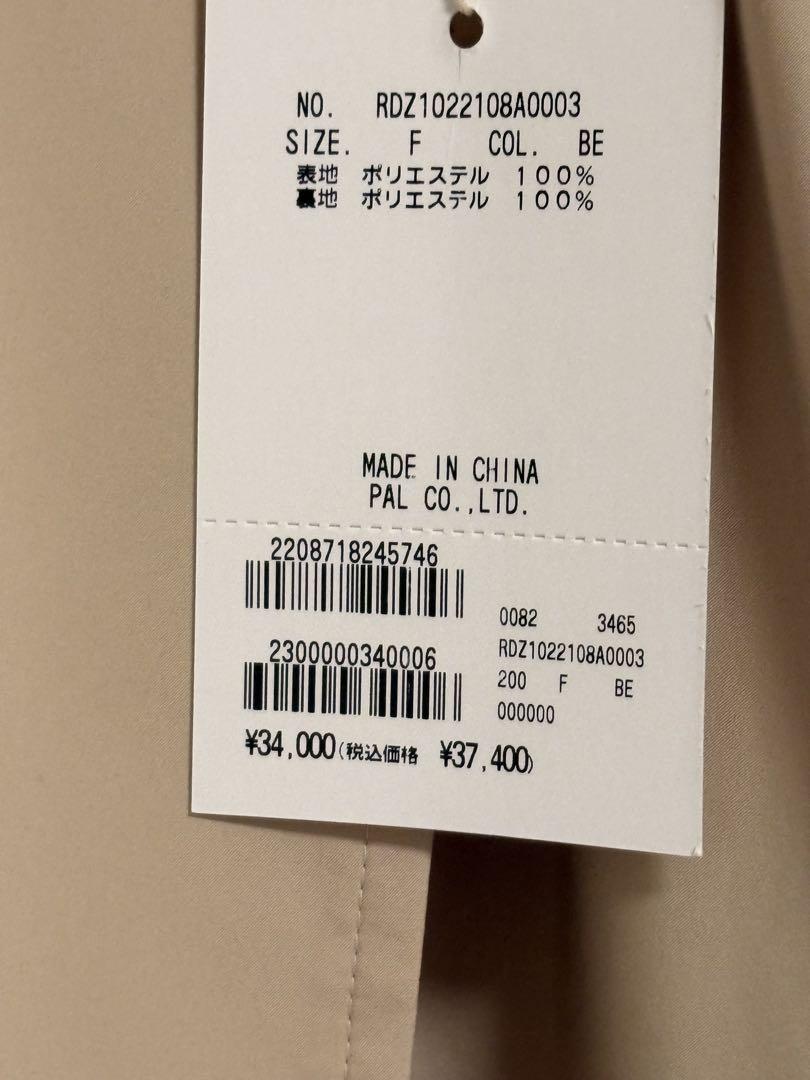 NO. RDZ1022108A0003
SIZE. F COL. BE
表地 ポリエステル 100%
裏地 ポリエステル 100%
MADE IN CHINA
PAL CO.,LTD.
2208718245746
2300000340006
0082 3465
RDZ1022108A0003
200 F BE
000000
¥34,000(税込価格 ¥37,400)